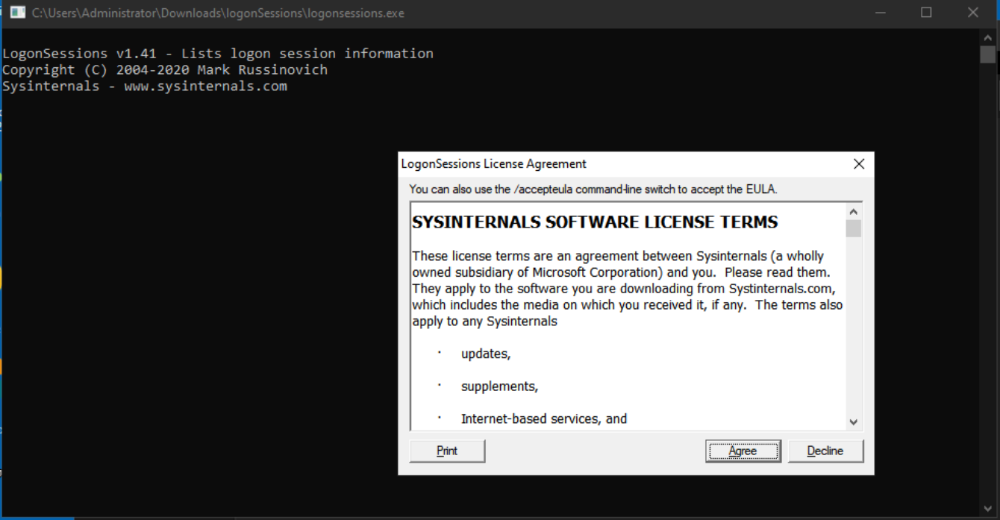 C:\Users\Administrator\Downloads\logonSessions\logonsessions.exe
LogonSessions v1.41 - Lists logon session information
Copyright (C) 2004-2020 Mark Russinovich
Sysinternals - www.sysinternals.com
LogonSessions License Agreement
You can also use the /accepteula command-line switch to accept the EULA.
SYSINTERNALS SOFTWARE LICENSE TERMS
These license terms are an agreement between Sysinternals (a wholly
owned subsidiary of Microsoft Corporation) and you.  Please read them.
They apply to the software you are downloading from Systinternals.com,
which includes the media on which you received it, if any.  The terms also
apply to any Sysinternals
· updates,
· supplements,
· Internet-based services, and
Print Agree Decline